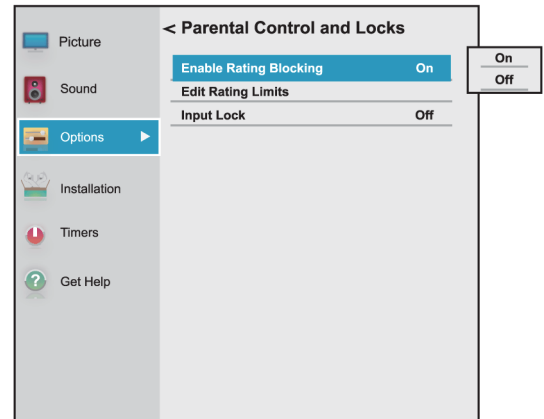 Picture
Sound
Options
Installation
Timers
Get Help
< Parental Control and Locks
Enable Rating Blocking On
Edit Rating Limits
Input Lock Off
On
Off